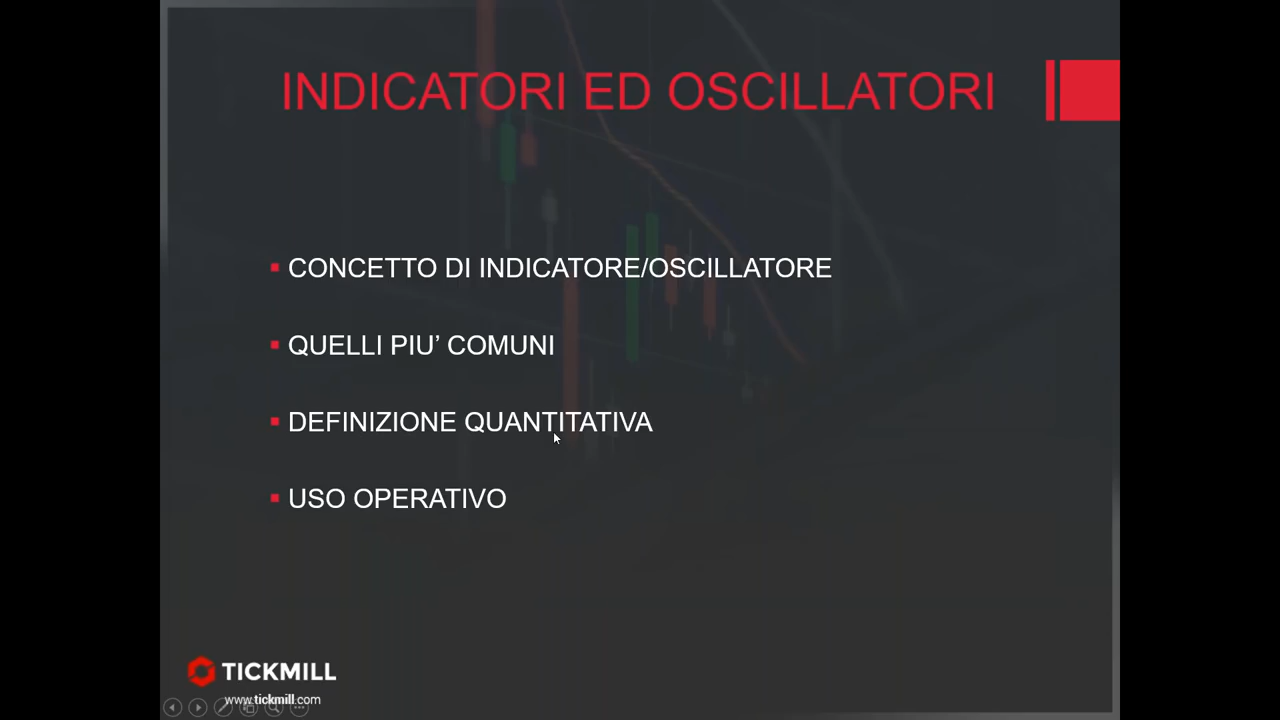 INDICATORI ED OSCILLATORI
CONCETTO DI INDICATORE/OSCILLATORE
QUELLI PIU’ COMUNI
DEFINIZIONE QUANTITATIVA
USO OPERATIVO
TICKMILL
www.tickmill.com